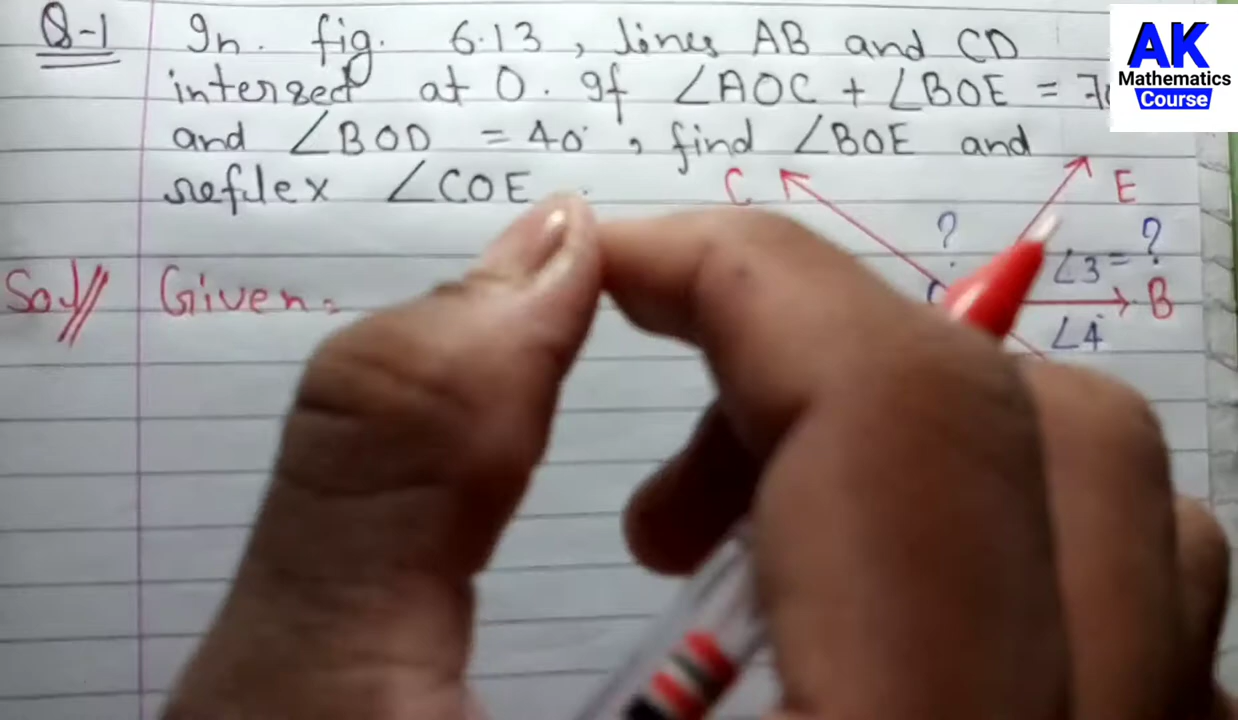 Q-1 In. fig. 6.13, lines AB and CD
intersect at O. If ∠AOC + ∠BOE =
and ∠BOD = 40°, find ∠BOE and
reflex ∠COE.
C
E
?
?
∠3 =
B
∠4
Sol// Given:
AK
Mathematics
Course